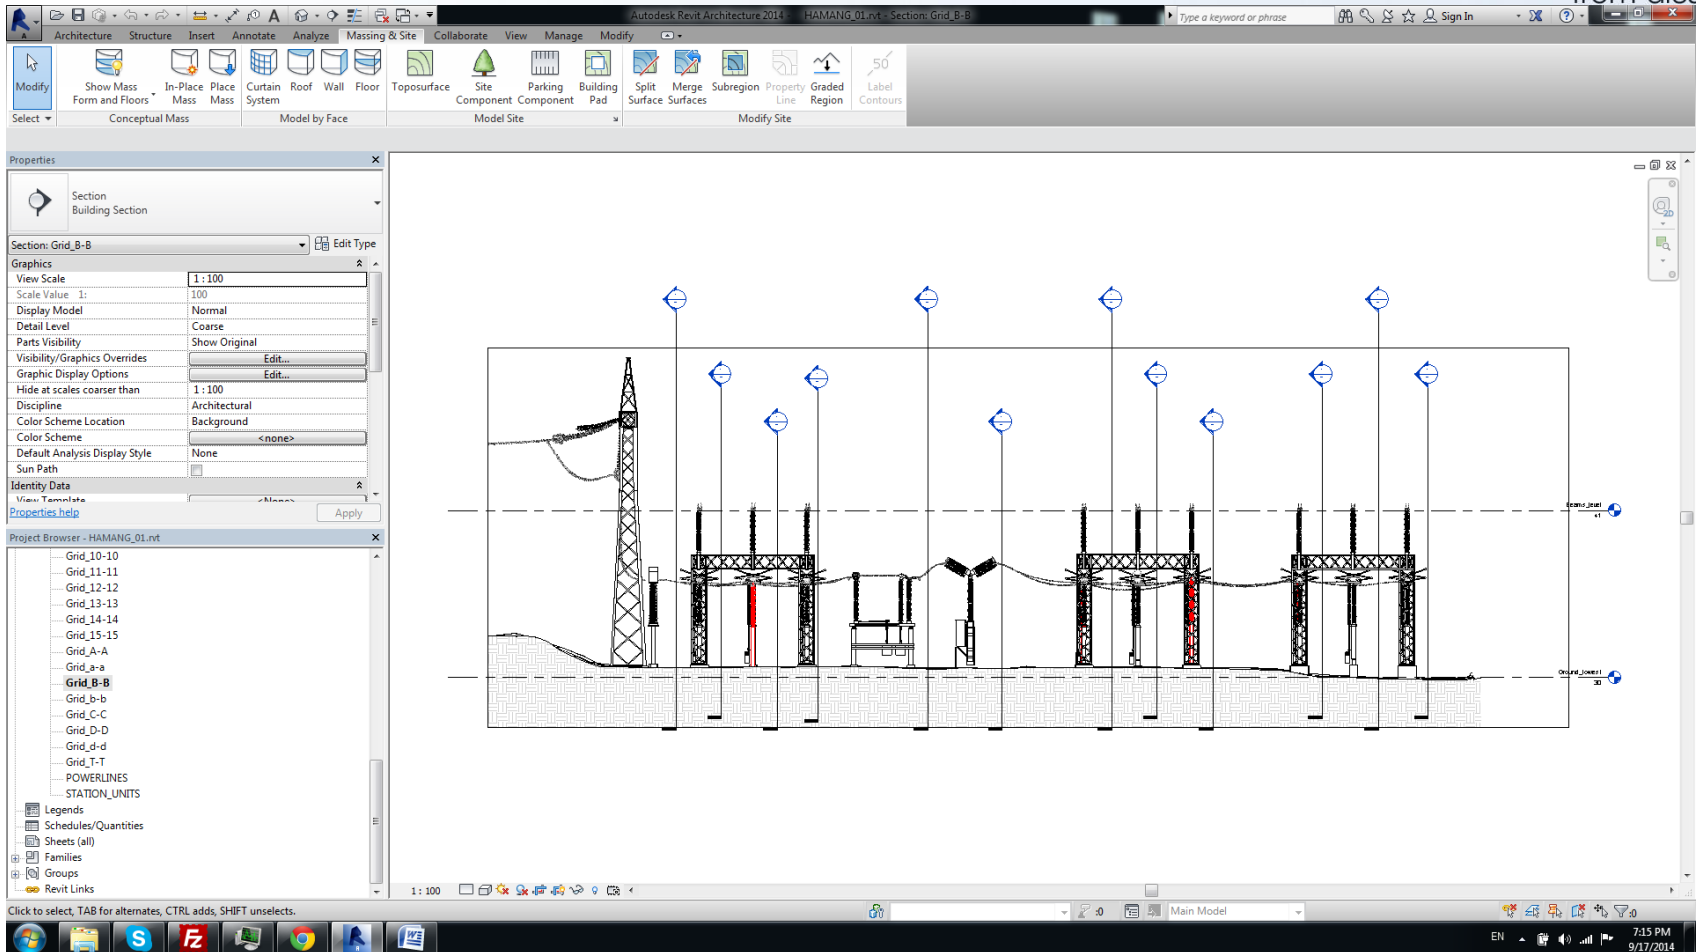 Autodesk Revit Architecture 2014 - HAMANG_01.rvt - Section: Grid_B-B
Type a keyword or phrase
Sign In
Architecture Structure Insert Annotate Analyze Massing & Site Collaborate View Manage Modify
Modify
Show Mass Form and Floors
In-Place Mass
Place Mass
Curtain System
Roof
Wall
Floor
Toposurface
Site Component
Parking Component
Building Pad
Split Surface
Merge Surfaces
Subregion
Property Line
Graded Region
50
Label Contours
Select
Conceptual Mass
Model by Face
Model Site
Modify Site
Properties
Section
Building Section
Section: Grid_B-B
Edit Type
Graphics
View Scale 1 : 100
Scale Value 1: 100
Display Model Normal
Detail Level Coarse
Parts Visibility Show Original
Visibility/Graphics Overrides Edit...
Graphic Display Options Edit...
Hide at scales coarser than 1 : 100
Discipline Architectural
Color Scheme Location Background
Color Scheme <none>
Default Analysis Display Style None
Sun Path
Identity Data
View Template <None>
Properties help
Apply
Project Browser - HAMANG_01.rvt
Grid_10-10
Grid_11-11
Grid_12-12
Grid_13-13
Grid_14-14
Grid_15-15
Grid_A-A
Grid_a-a
Grid_B-B
Grid_b-b
Grid_C-C
Grid_D-D
Grid_d-d
Grid_T-T
POWERLINES
STATION_UNITS
Legends
Schedules/Quantities
Sheets (all)
Families
Groups
Revit Links
2D
Beams_level
41
30
1 : 100
Click to select, TAB for alternates, CTRL adds, SHIFT unselects.
:0
Main Model
:0
EN
7:15 PM
9/17/2014